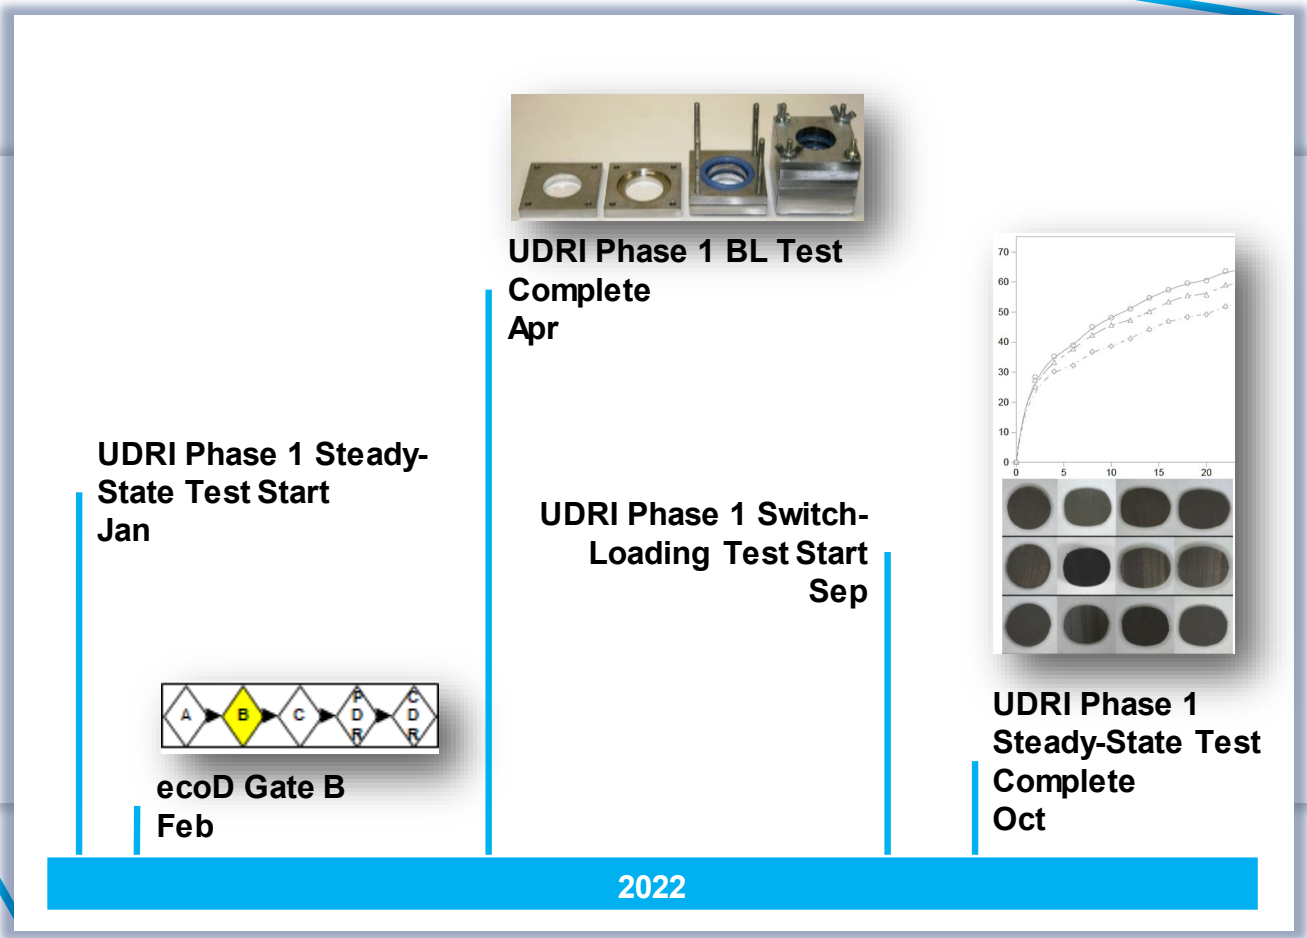 UDRI Phase 1 BL Test
Complete
Apr
70
60
50
40
30
20
10
0
0 5 10 15 20
UDRI Phase 1 Steady-
State Test Start
Jan
UDRI Phase 1 Switch-
Loading Test Start
Sep
A B C PDR CDR
ecoD Gate B
Feb
UDRI Phase 1
Steady-State Test
Complete
Oct
2022